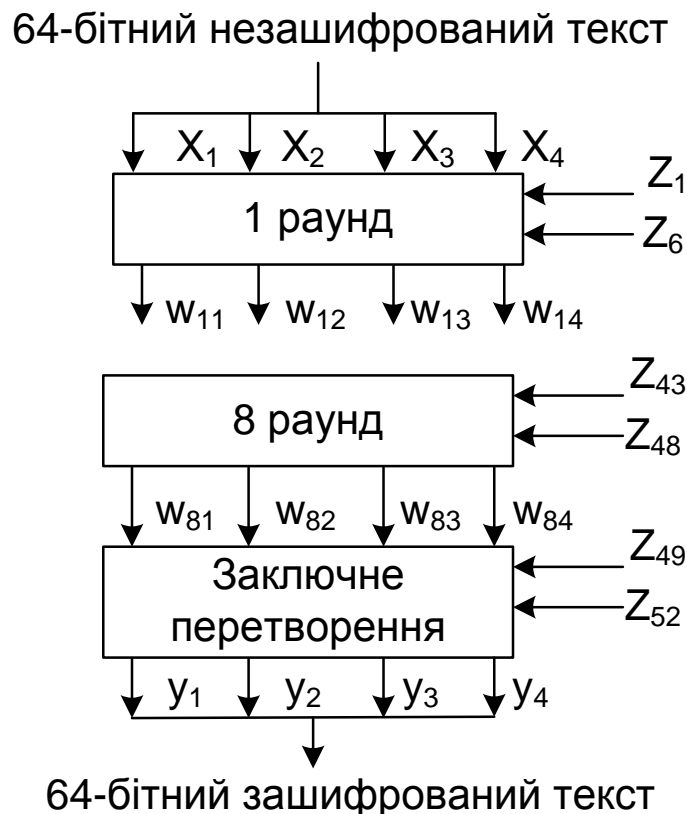 64-бітний незашифрований текст
X₁ X₂ X₃ X₄
Z₁
1 раунд
Z₆
w₁₁ w₁₂ w₁₃ w₁₄
Z₄₃
8 раунд
Z₄₈
w₈₁ w₈₂ w₈₃ w₈₄
Z₄₉
Заключне
перетворення
Z₅₂
y₁ y₂ y₃ y₄
64-бітний зашифрований текст